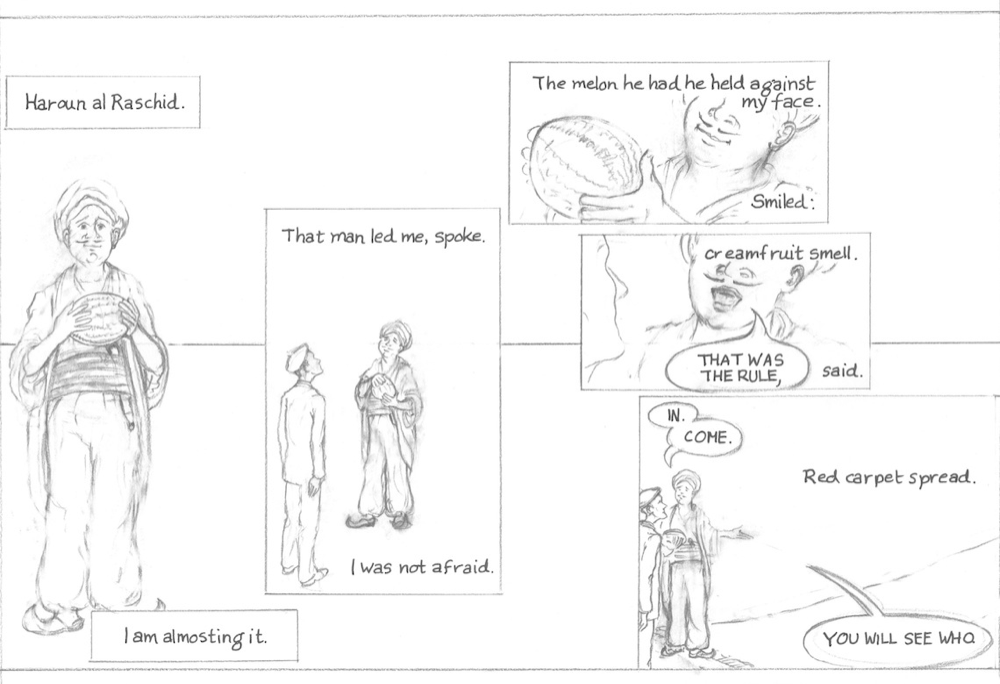 Haroun al Raschid.
I am almosting it.
That man led me, spoke.
I was not afraid.
The melon he had he held against
my face.
Smiled:
creamfruit smell.
THAT WAS
THE RULE,
said.
IN.
COME.
Red carpet spread.
YOU WILL SEE WHO.